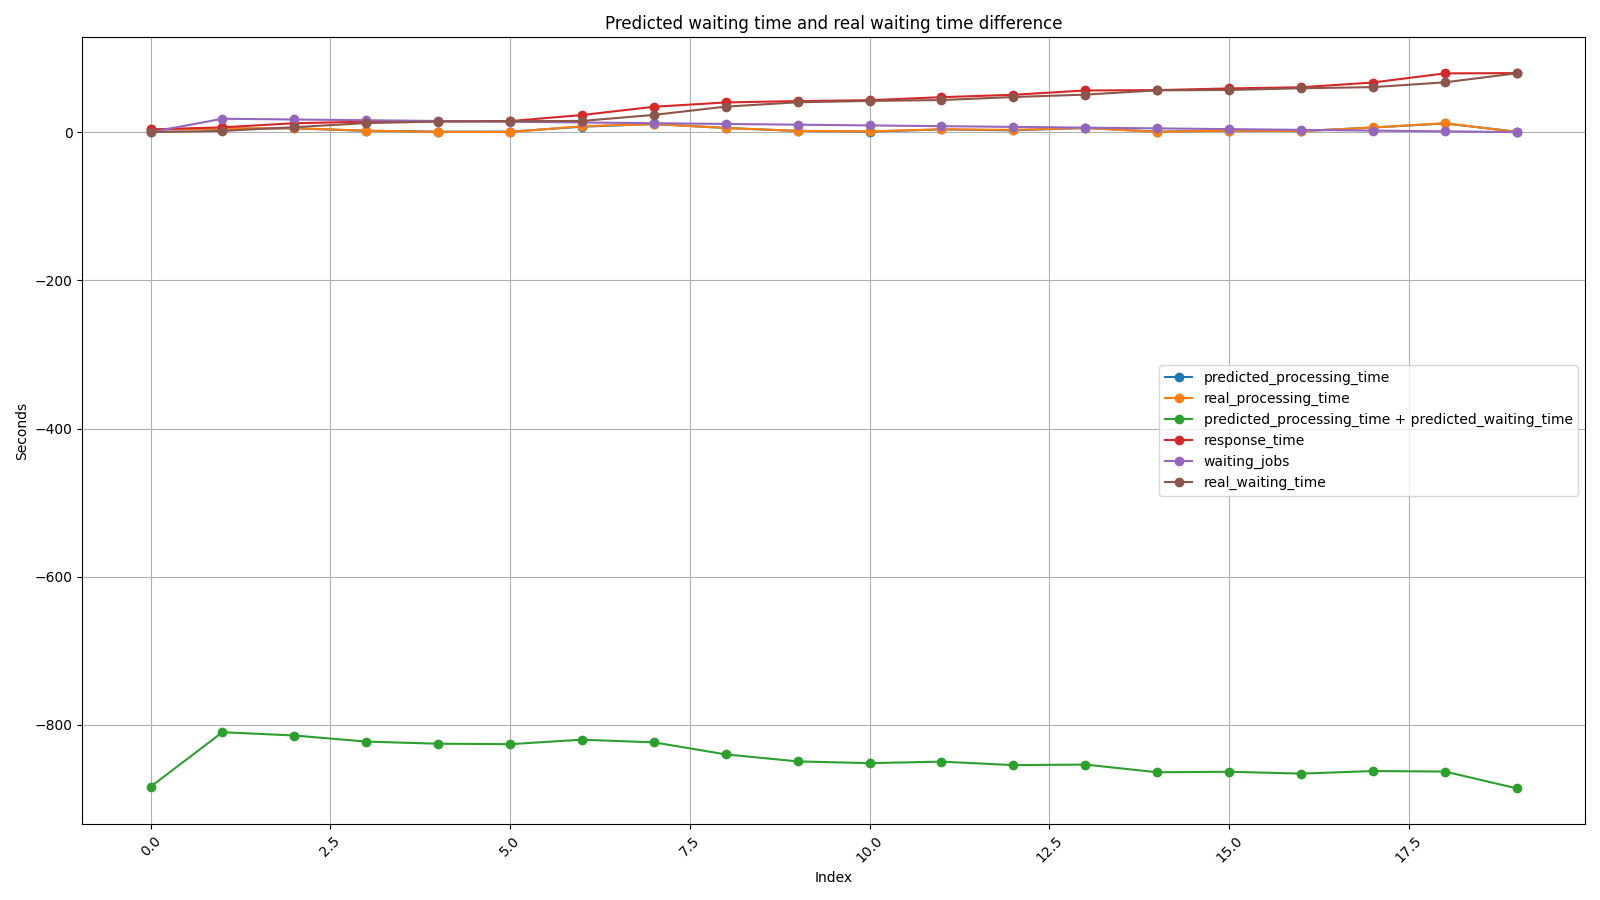 Predicted waiting time and real waiting time difference
0
−200
−400
−600
−800
Seconds
predicted_processing_time
real_processing_time
predicted_processing_time + predicted_waiting_time
response_time
waiting_jobs
real_waiting_time
0.0
2.5
5.0
7.5
10.0
12.5
15.0
17.5
Index